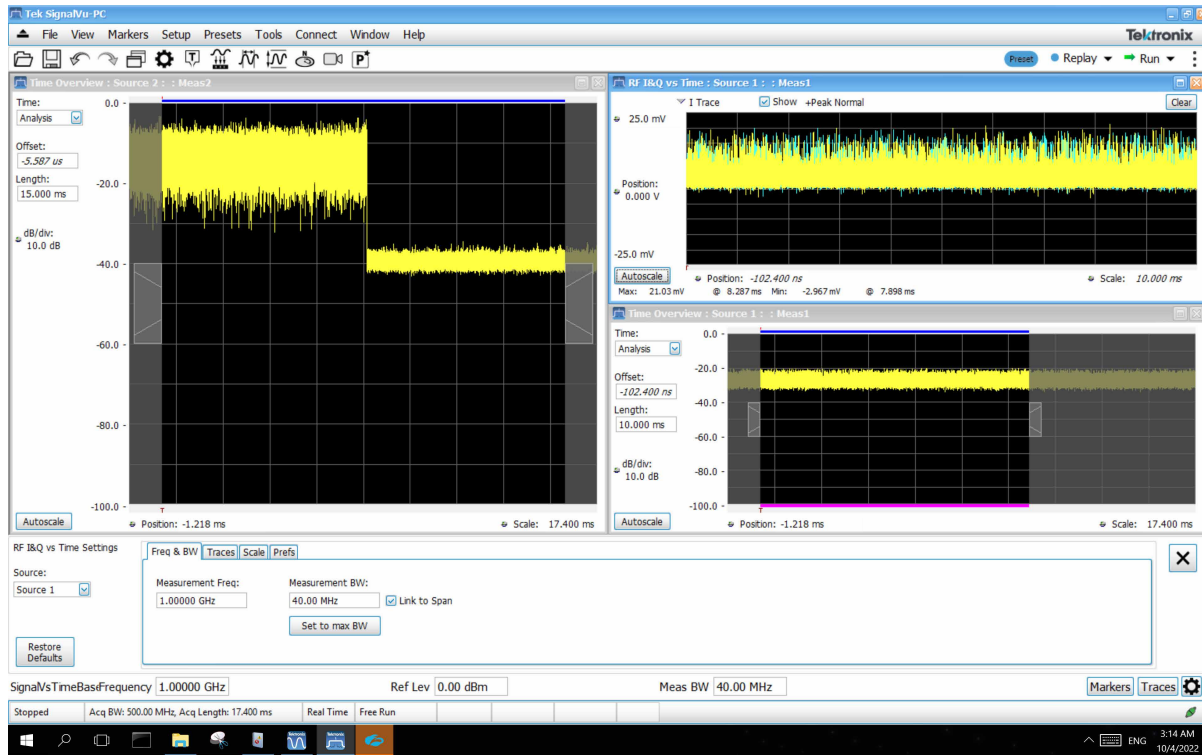 Tek SignalVu-PC
File View Markers Setup Presets Tools Connect Window Help
Tektronix
Preset Replay Run
Time Overview : Source 2 : : Meas2
Time:
Analysis
Offset:
-5.587 us
Length:
15.000 ms
dB/div:
10.0 dB
0.0
-20.0
-40.0
-60.0
-80.0
-100.0
T
Autoscale
Position: -1.218 ms
Scale: 17.400 ms
RF I&Q vs Time : Source 1 : : Meas1
I Trace Show +Peak Normal
Clear
25.0 mV
Position:
0.000 V
-25.0 mV
T
Autoscale
Position: -102.400 ns
Scale: 10.000 ms
Max: 21.03 mV @ 8.287 ms Min: -2.967 mV @ 7.898 ms
Time Overview : Source 1 : : Meas1
Time:
Analysis
Offset:
-102.400 ns
Length:
10.000 ms
dB/div:
10.0 dB
0.0
-20.0
-40.0
-60.0
-80.0
-100.0
T
Autoscale
Position: -1.218 ms
Scale: 17.400 ms
RF I&Q vs Time Settings
Source:
Source 1
Restore
Defaults
Freq & BW Traces Scale Prefs
Measurement Freq:
1.00000 GHz
Measurement BW:
40.00 MHz
Link to Span
Set to max BW
SignalVsTimeBaseFrequency 1.00000 GHz Ref Lev 0.00 dBm Meas BW 40.00 MHz Markers Traces
Stopped Acq BW: 500.00 MHz, Acq Length: 17.400 ms Real Time Free Run
ENG
3:14 AM
10/4/2022